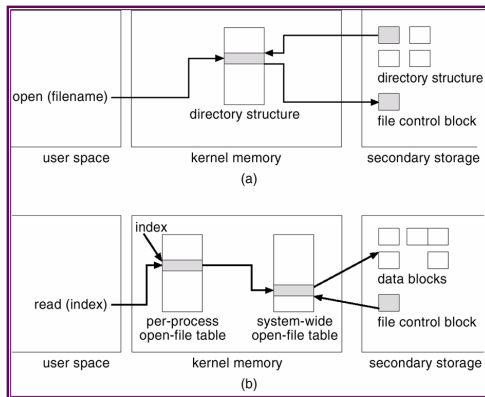 directory structure
open (filename)
directory structure
file control block
user space
kernel memory
secondary storage
(a)
index
data blocks
read (index)
per-process
open-file table
system-wide
open-file table
file control block
user space
kernel memory
secondary storage
(b)